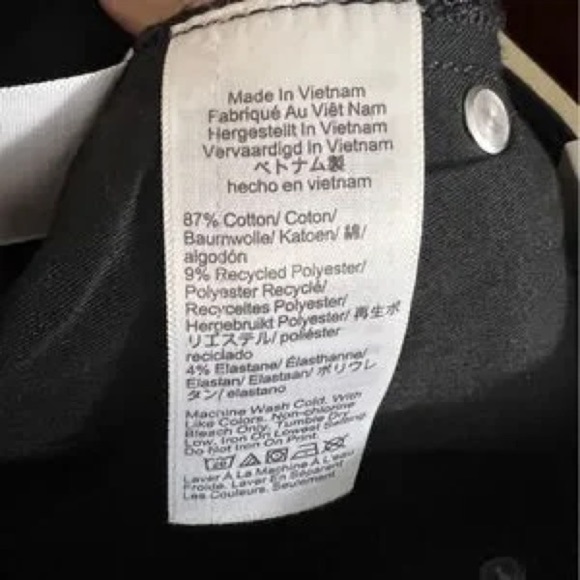 Made In Vietnam
Fabriqué Au Viêt Nam
Hergestellt In Vietnam
Vervaardigd In Vietnam
ベトナム製
hecho en vietnam
87% Cotton/ Coton/
Baumwolle/ Katoen/ 綿/
algodón
9% Recycled Polyester/
Polyester Recyclé/
Recyceltes Polyester/
Hergebruikt Polyester/ 再生ポ
リエステル/ poliéster
reciclado
4% Elastane/ Élasthanne/
Elastan/ Elastaan/ ポリウレ
タン/ elastano
Machine Wash Cold. With
Like Colors. Non-chlorine
Bleach Only. Tumble Dry
Low. Iron On Lowest Setting
Do Not Iron On Print.
Laver À La Machine À L'eau
Froide. Laver En Séparant
Les Couleurs. Seulement